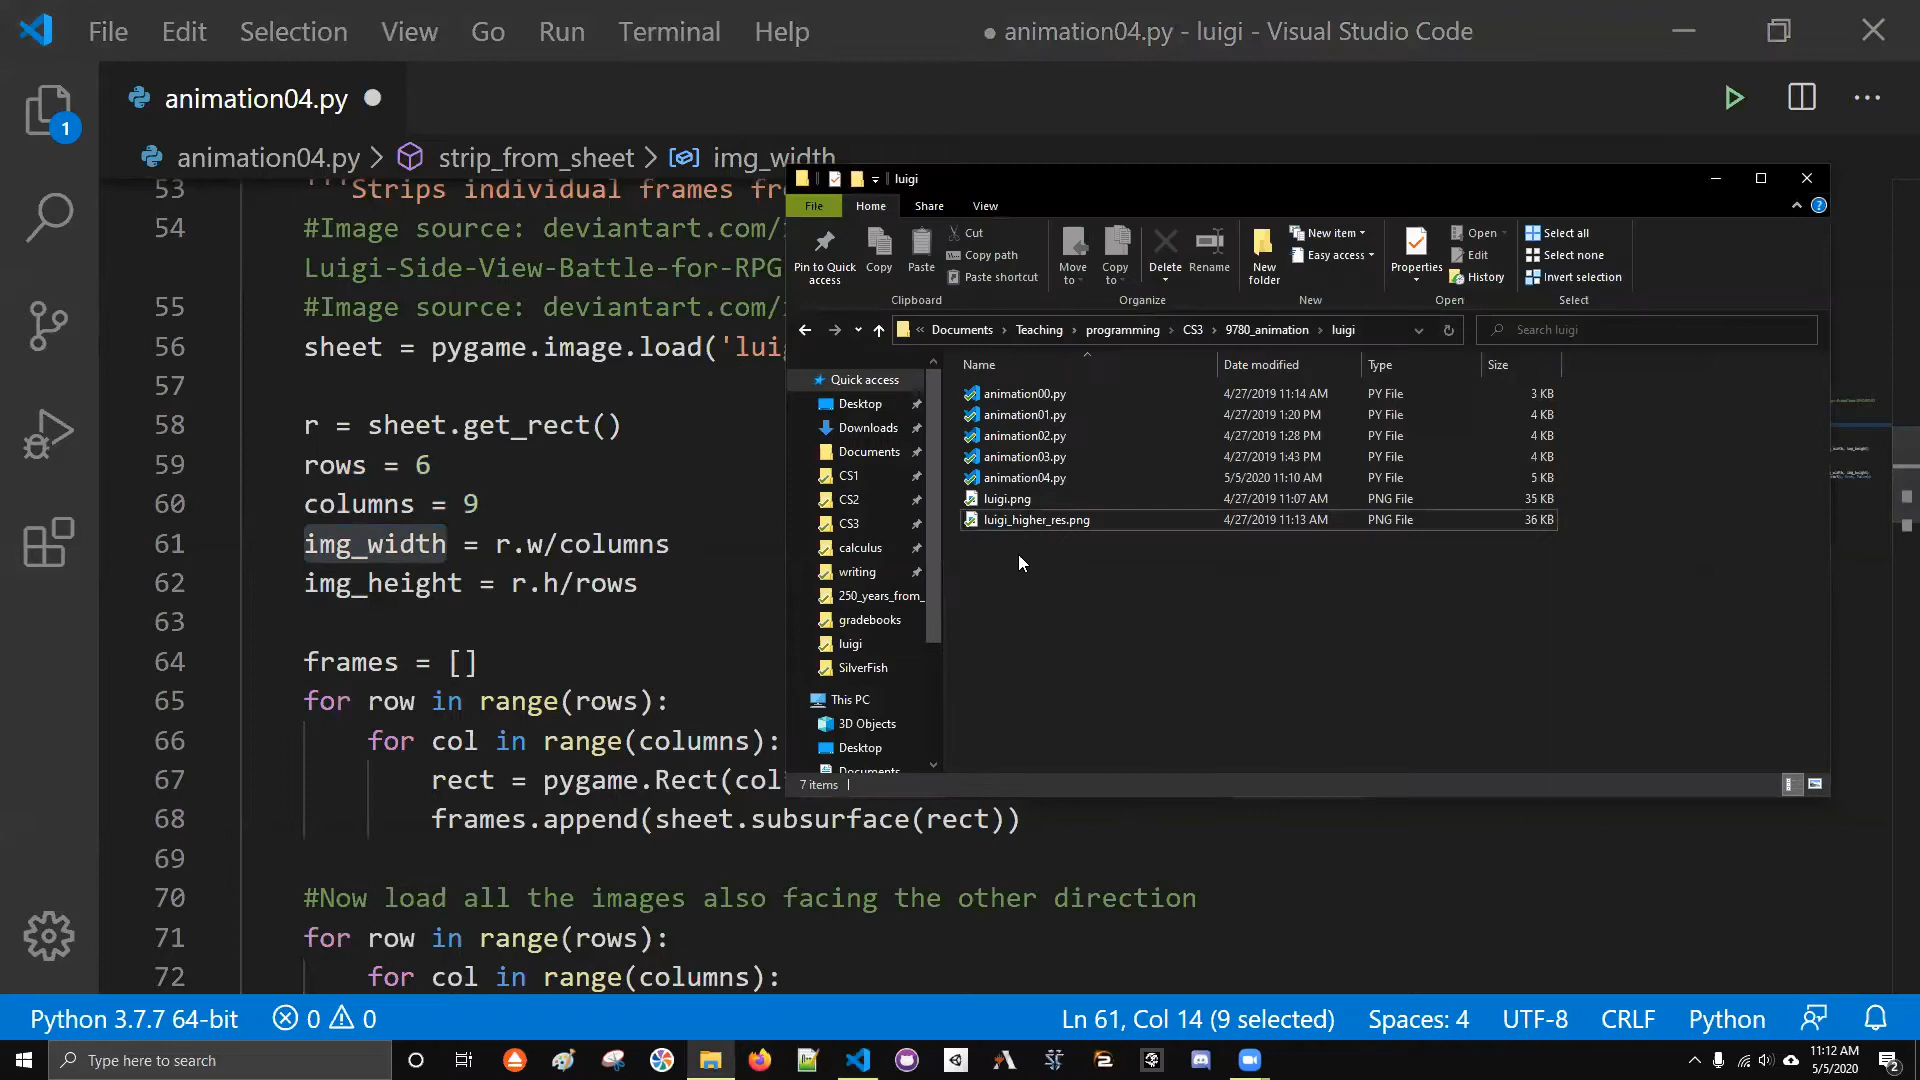 File Edit Selection View Go Run Terminal Help
● animation04.py - luigi - Visual Studio Code
1
animation04.py ●
animation04.py > strip_from_sheet > img_width
53 '''Strips individual frames
54 #Image source: deviantart.com/
Luigi-Side-View-Battle-for-RPG
55 #Image source: deviantart.com/
56 sheet = pygame.image.load('
57
58 r = sheet.get_rect()
59 rows = 6
60 columns = 9
61 img_width = r.w/columns
62 img_height = r.h/rows
63
64 frames = []
65 for row in range(rows):
66 for col in range(columns):
67 rect = pygame.Rect(col
68 frames.append(sheet.subsurface(rect))
69
70 #Now load all the images also facing the other direction
71 for row in range(rows):
72 for col in range(columns):
luigi
File Home Share View
Pin to Quick access
Copy
Paste
Cut
Copy path
Paste shortcut
Clipboard
Move to
Copy to
Delete
Rename
Organize
New folder
New item
Easy access
New
Properties
Open
Edit
History
Open
Select all
Select none
Invert selection
Select
« Documents > Teaching > programming > CS3 > 9780_animation > luigi
Search luigi
Quick access
Desktop
Downloads
Documents
CS1
CS2
CS3
calculus
writing
250_years_from_
gradebooks
luigi
SilverFish
This PC
3D Objects
Desktop
Documents
Name Date modified Type Size
animation00.py 4/27/2019 11:14 AM PY File 3 KB
animation01.py 4/27/2019 1:20 PM PY File 4 KB
animation02.py 4/27/2019 1:28 PM PY File 4 KB
animation03.py 4/27/2019 1:43 PM PY File 4 KB
animation04.py 5/5/2020 11:10 AM PY File 5 KB
luigi.png 4/27/2019 11:07 AM PNG File 35 KB
luigi_higher_res.png 4/27/2019 11:13 AM PNG File 36 KB
7 items
Python 3.7.7 64-bit 0 0 Ln 61, Col 14 (9 selected) Spaces: 4 UTF-8 CRLF Python
Type here to search
11:12 AM
5/5/2020
2